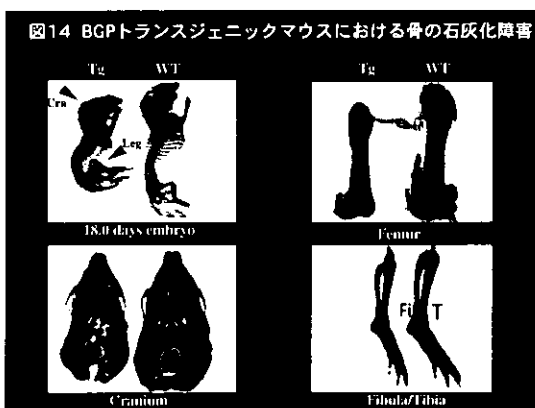 図14 BGPトランスジェニックマウスにおける骨の石灰化障害
Tg WT
Cra
Leg
18.0 days embryo
Tg WT
Femur
Cranium
Fi T
Fibula/Tibia